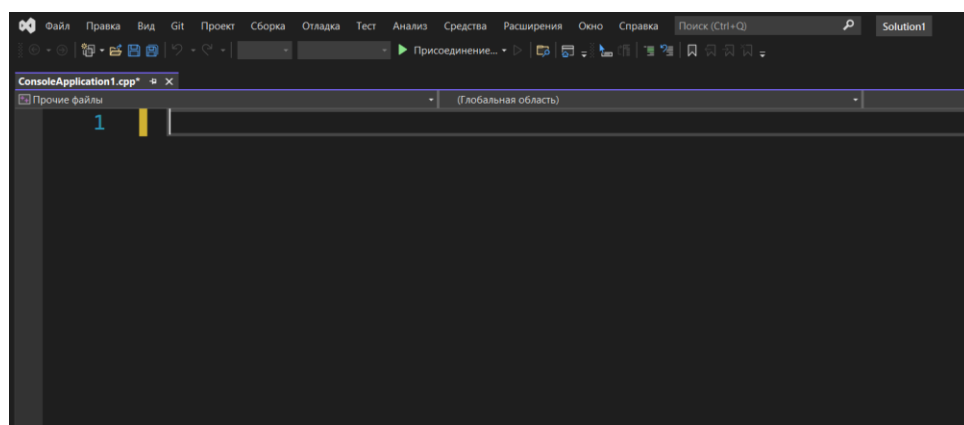 Файл Правка Вид Git Проект Сборка Отладка Тест Анализ Средства Расширения Окно Справка Поиск (Ctrl+Q) Solution1
Присоединение...
ConsoleApplication1.cpp*
Прочие файлы (Глобальная область)
1